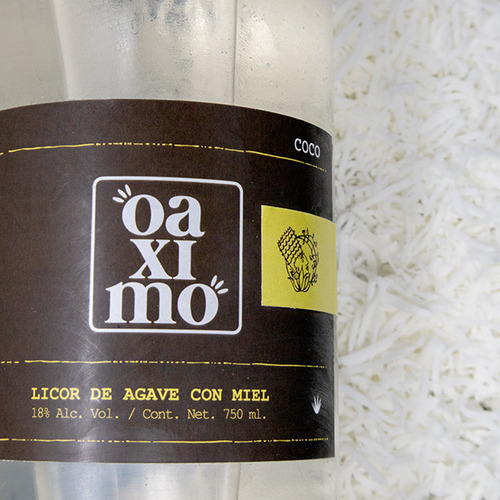 COCO
oa
xi
mo
LICOR DE AGAVE CON MIEL
18% Alc. Vol. / Cont. Net. 750 ml.